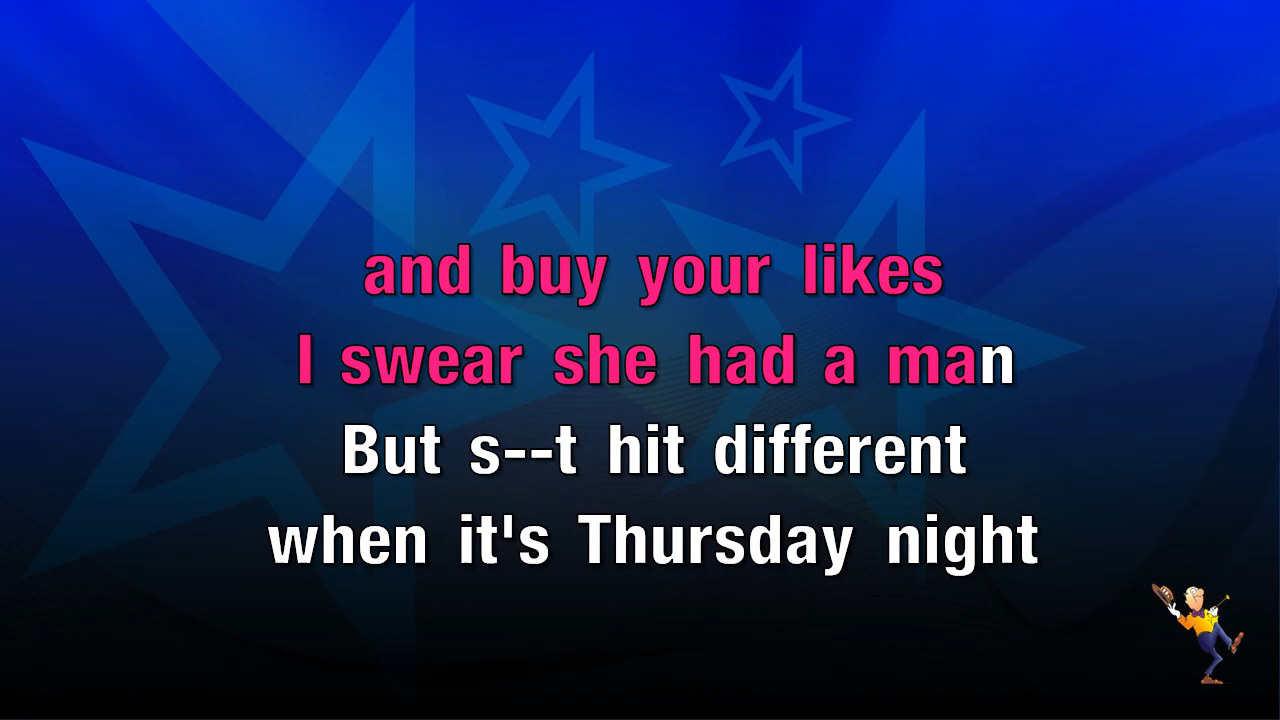 and buy your likes
I swear she had a man
But s--t hit different
when it's Thursday night